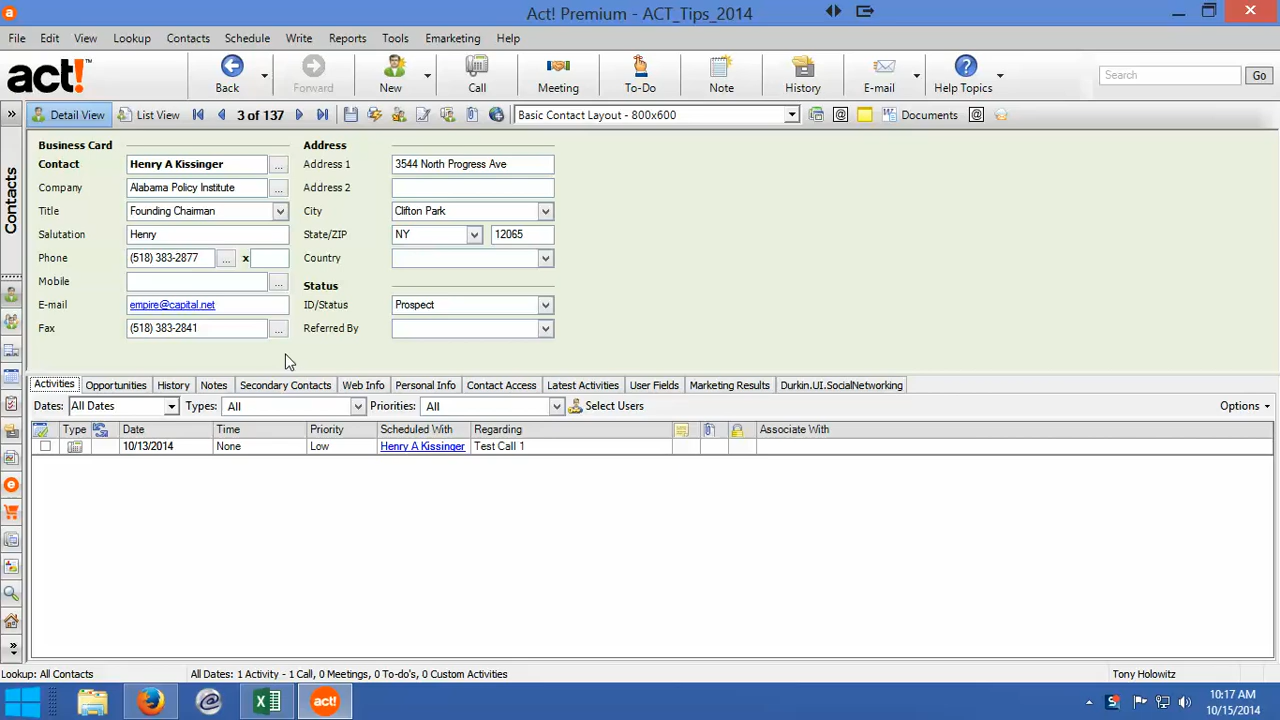 Act! Premium - ACT_Tips_2014
File Edit View Lookup Contacts Schedule Write Reports Tools Emarketing Help
act!™ Back Forward New Call Meeting To-Do Note History E-mail Help Topics Search Go
» Detail View List View 3 of 137 Basic Contact Layout - 800x600 Documents
Contacts
Business Card Address
Contact Henry A Kissinger ... Address 1 3544 North Progress Ave
Company Alabama Policy Institute ... Address 2
Title Founding Chairman City Clifton Park
Salutation Henry State/ZIP NY 12065
Phone (518) 383-2877 ... x Country
Mobile ... Status
E-mail empire@capital.net ID/Status Prospect
Fax (518) 383-2841 ... Referred By
Activities Opportunities History Notes Secondary Contacts Web Info Personal Info Contact Access Latest Activities User Fields Marketing Results Durkin.UI.SocialNetworking
Dates: All Dates Types: All Priorities: All Select Users Options
Type Date Time Priority Scheduled With Regarding Associate With
10/13/2014 None Low Henry A Kissinger Test Call 1
Lookup: All Contacts All Dates: 1 Activity - 1 Call, 0 Meetings, 0 To-do's, 0 Custom Activities Tony Holowitz
act! 10:17 AM
10/15/2014